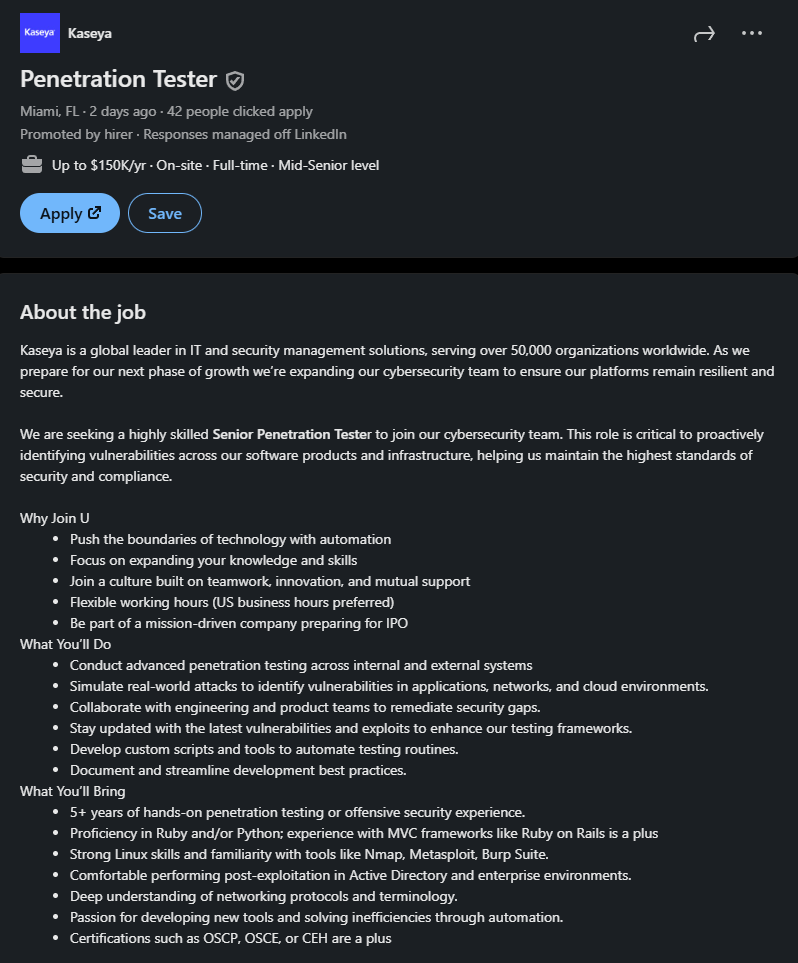 Kaseya
Kaseya
Penetration Tester
Miami, FL · 2 days ago · 42 people clicked apply
Promoted by hirer · Responses managed off LinkedIn
Up to $150K/yr · On-site · Full-time · Mid-Senior level
Apply
Save
About the job
Kaseya is a global leader in IT and security management solutions, serving over 50,000 organizations worldwide. As we
prepare for our next phase of growth we’re expanding our cybersecurity team to ensure our platforms remain resilient and
secure.
We are seeking a highly skilled Senior Penetration Tester to join our cybersecurity team. This role is critical to proactively
identifying vulnerabilities across our software products and infrastructure, helping us maintain the highest standards of
security and compliance.
Why Join U
• Push the boundaries of technology with automation
• Focus on expanding your knowledge and skills
• Join a culture built on teamwork, innovation, and mutual support
• Flexible working hours (US business hours preferred)
• Be part of a mission-driven company preparing for IPO
What You’ll Do
• Conduct advanced penetration testing across internal and external systems
• Simulate real-world attacks to identify vulnerabilities in applications, networks, and cloud environments.
• Collaborate with engineering and product teams to remediate security gaps.
• Stay updated with the latest vulnerabilities and exploits to enhance our testing frameworks.
• Develop custom scripts and tools to automate testing routines.
• Document and streamline development best practices.
What You’ll Bring
• 5+ years of hands-on penetration testing or offensive security experience.
• Proficiency in Ruby and/or Python; experience with MVC frameworks like Ruby on Rails is a plus
• Strong Linux skills and familiarity with tools like Nmap, Metasploit, Burp Suite.
• Comfortable performing post-exploitation in Active Directory and enterprise environments.
• Deep understanding of networking protocols and terminology.
• Passion for developing new tools and solving inefficiencies through automation.
• Certifications such as OSCP, OSCE, or CEH are a plus